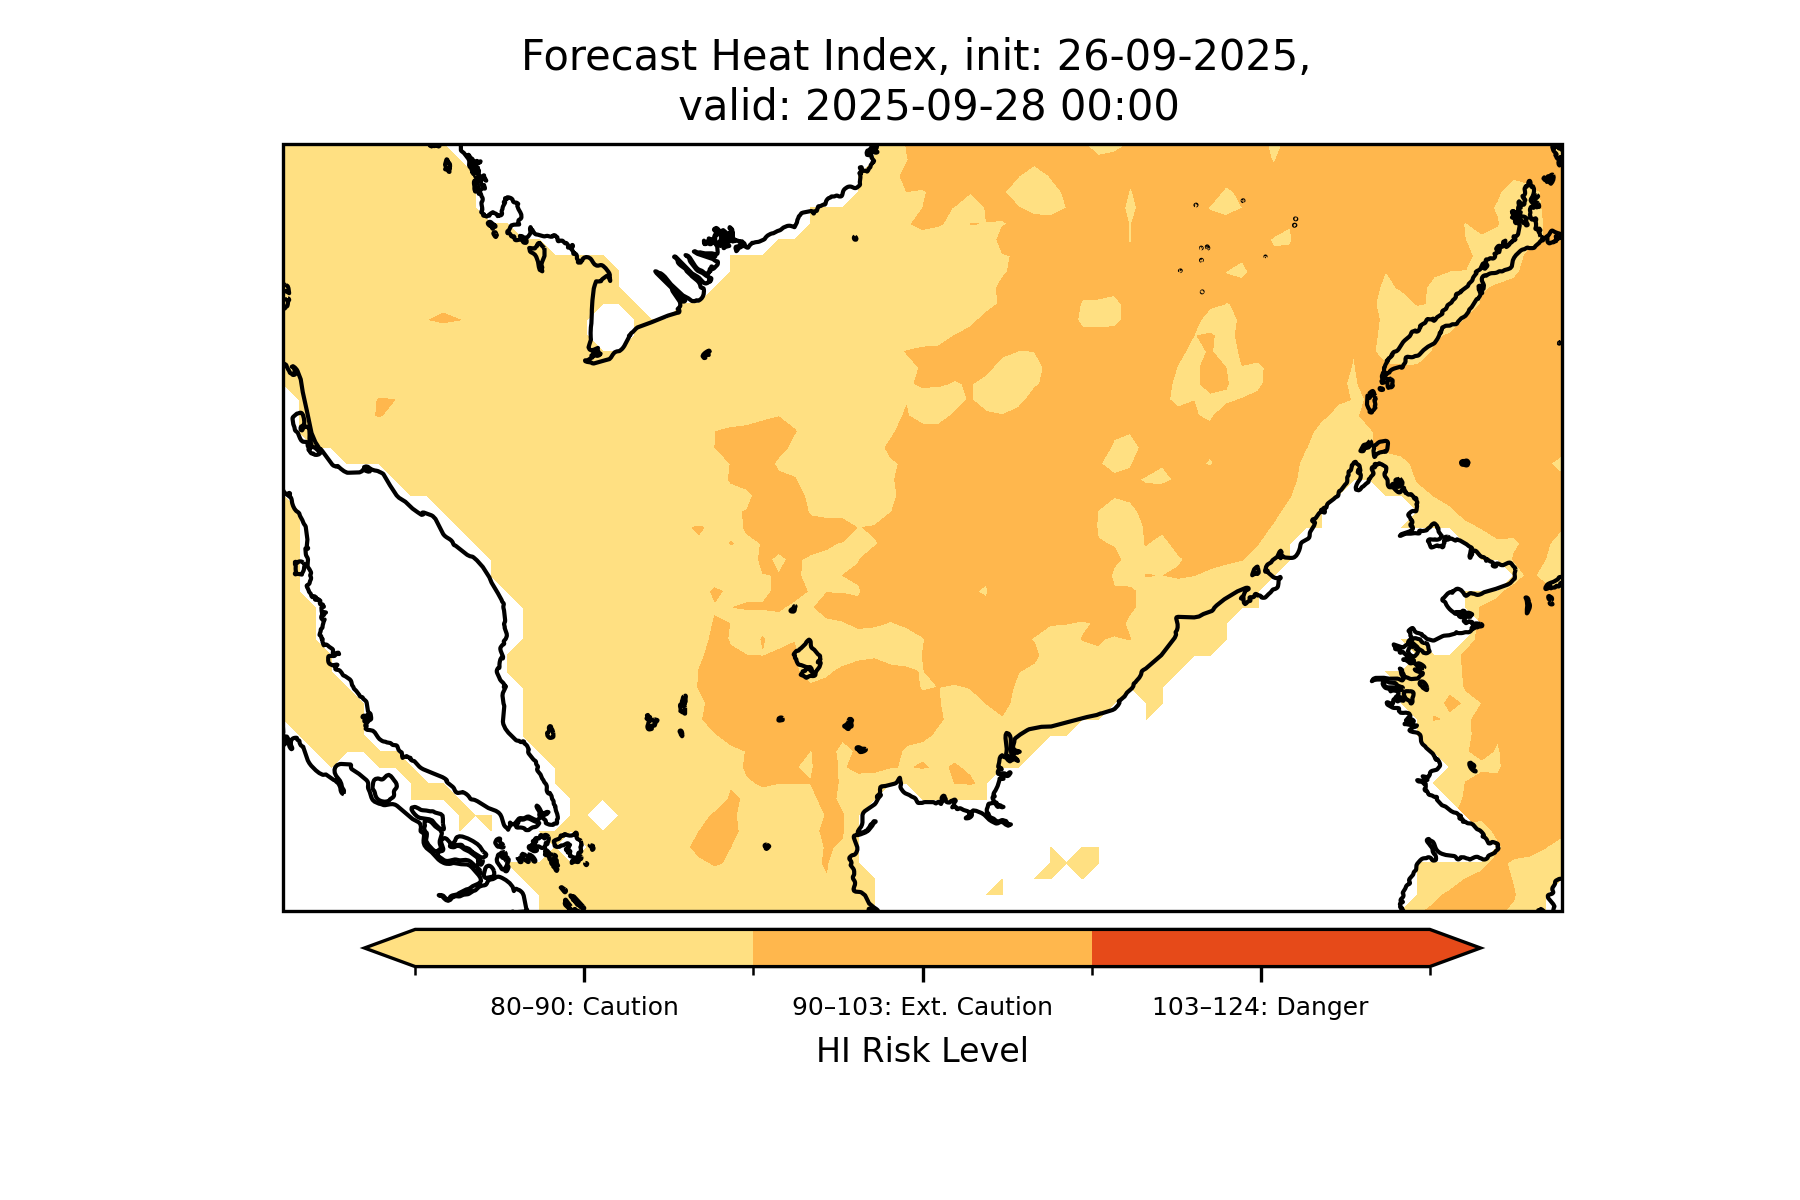 Forecast Heat Index, init: 26-09-2025,
valid: 2025-09-28 00:00
80–90: Caution
90–103: Ext. Caution
103–124: Danger
HI Risk Level